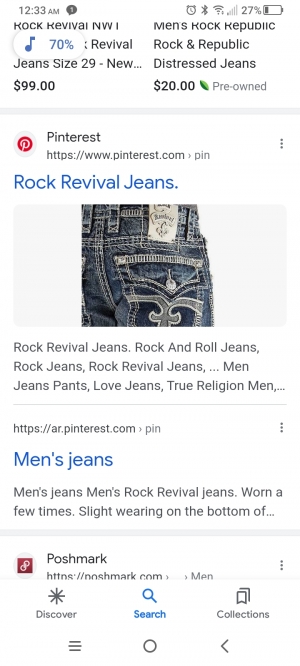 12:33 AM 1 27%
Rock Revival NWT Men's Rock Republic
70% Revival Rock & Republic
Jeans Size 29 - New... Distressed Jeans
$99.00 $20.00 Pre-owned
Pinterest
https://www.pinterest.com › pin
Rock Revival Jeans.
Rock Revival Jeans. Rock And Roll Jeans,
Rock Jeans, Rock Revival Jeans, ... Men
Jeans Pants, Love Jeans, True Religion Men,...
https://ar.pinterest.com › pin
Men's jeans
Men's jeans Men's Rock Revival jeans. Worn a
few times. Slight wearing on the bottom of...
Poshmark
https://poshmark.com › ... › Men
Discover Search Collections